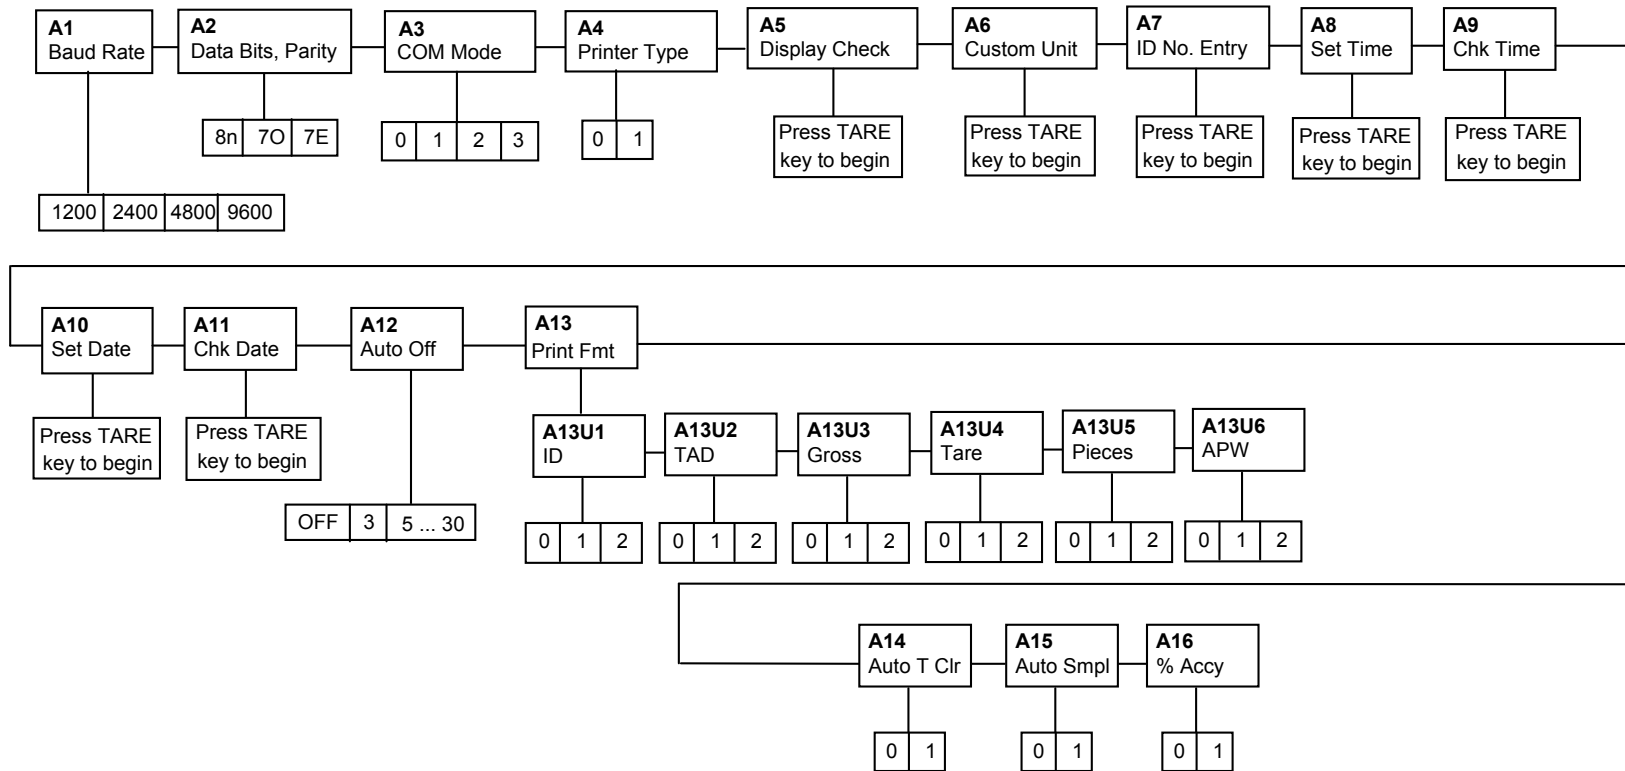 A1
Baud Rate
A2
Data Bits, Parity
A3
COM Mode
A4
Printer Type
A5
Display Check
A6
Custom Unit
A7
ID No. Entry
A8
Set Time
A9
Chk Time
8n 7O 7E
0 1 2 3
0 1
Press TARE
key to begin
Press TARE
key to begin
Press TARE
key to begin
Press TARE
key to begin
Press TARE
key to begin
1200 2400 4800 9600
A10
Set Date
A11
Chk Date
A12
Auto Off
A13
Print Fmt
Press TARE
key to begin
Press TARE
key to begin
OFF 3 5 ... 30
A13U1
ID
A13U2
TAD
A13U3
Gross
A13U4
Tare
A13U5
Pieces
A13U6
APW
0 1 2
0 1 2
0 1 2
0 1 2
0 1 2
0 1 2
A14
Auto T Clr
A15
Auto Smpl
A16
% Accy
0 1
0 1
0 1